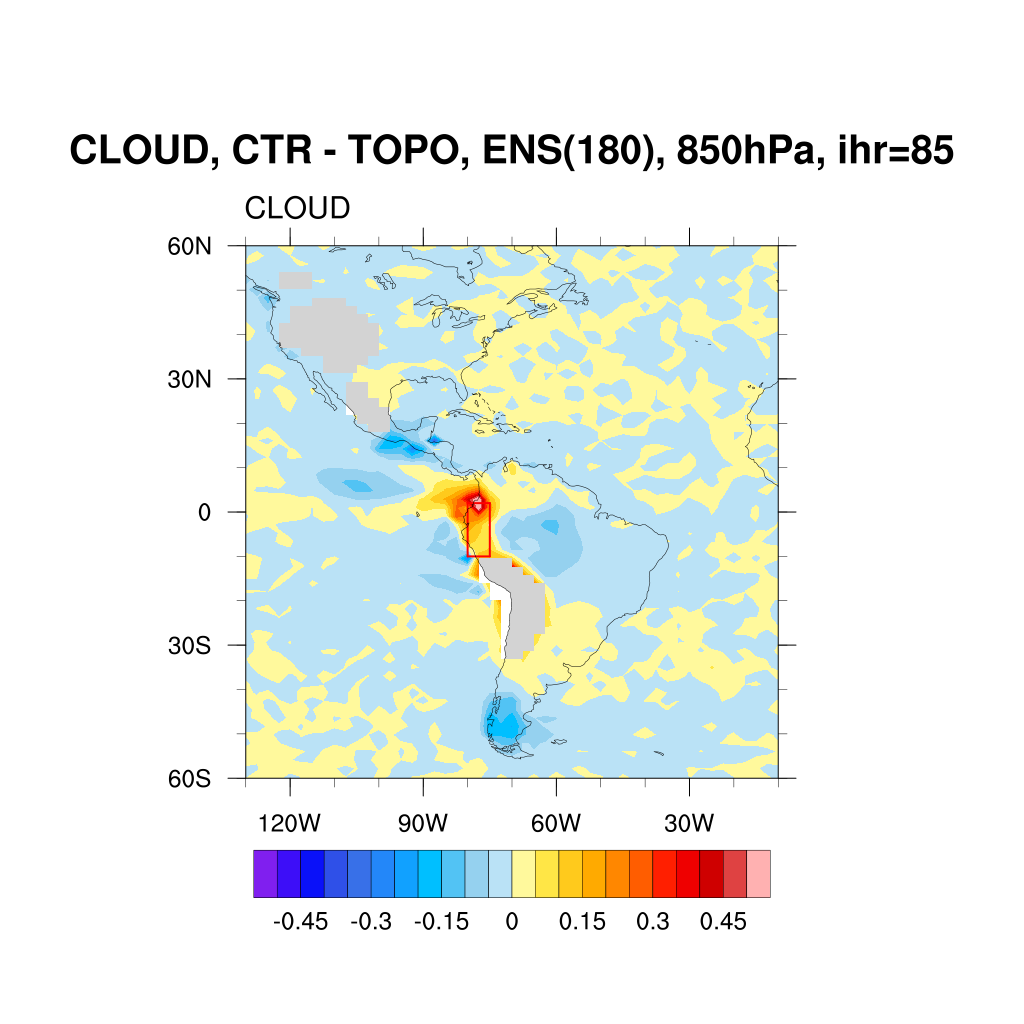 CLOUD, CTR - TOPO, ENS(180), 850hPa, ihr=85
CLOUD
60N
30N
0
30S
60S
120W 90W 60W 30W
-0.45 -0.3 -0.15 0 0.15 0.3 0.45